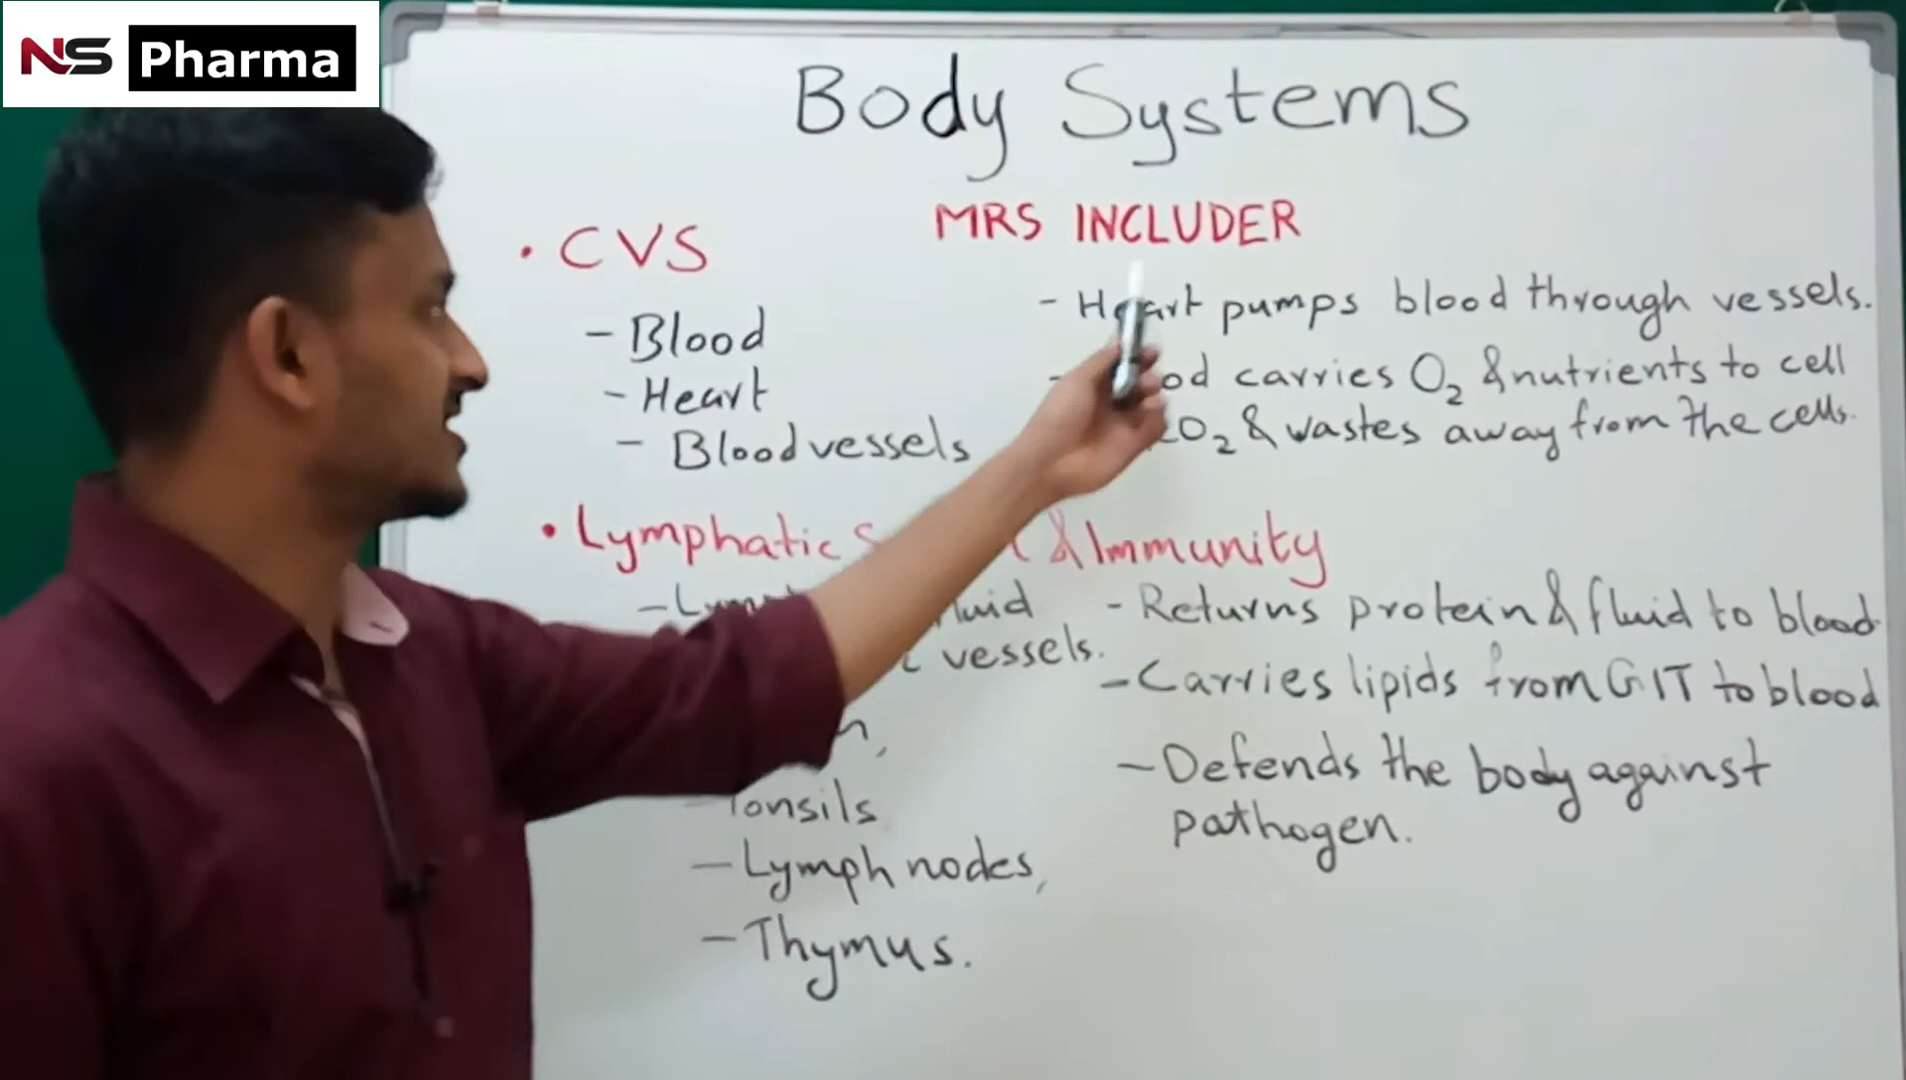 NS Pharma
Body Systems
MRS INCLUDER
• CVS
- Blood
- Heart
- Blood vessels
- Heart pumps blood through vessels.
carries O2 & nutrients to cell
& wastes away from the cells.
• Lymphatic & Immunity
- Returns protein & fluid to blood
vessels.
- Carries lipids from GIT to blood
- Defends the body against
pathogen.
- Tonsils
- Lymph nodes,
- Thymus.